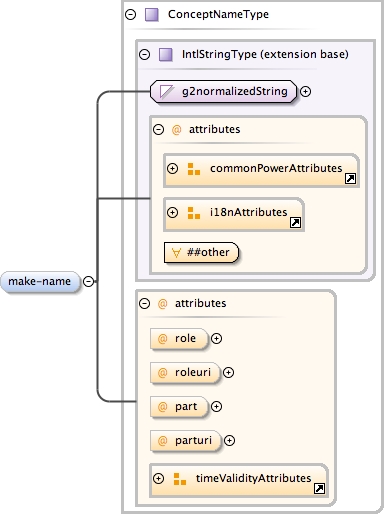 ConceptNameType
IntlStringType (extension base)
g2normalizedString
@ attributes
commonPowerAttributes
i18nAttributes
∀ ##other
make-name
@ attributes
@ role
@ roleuri
@ part
@ parturi
timeValidityAttributes